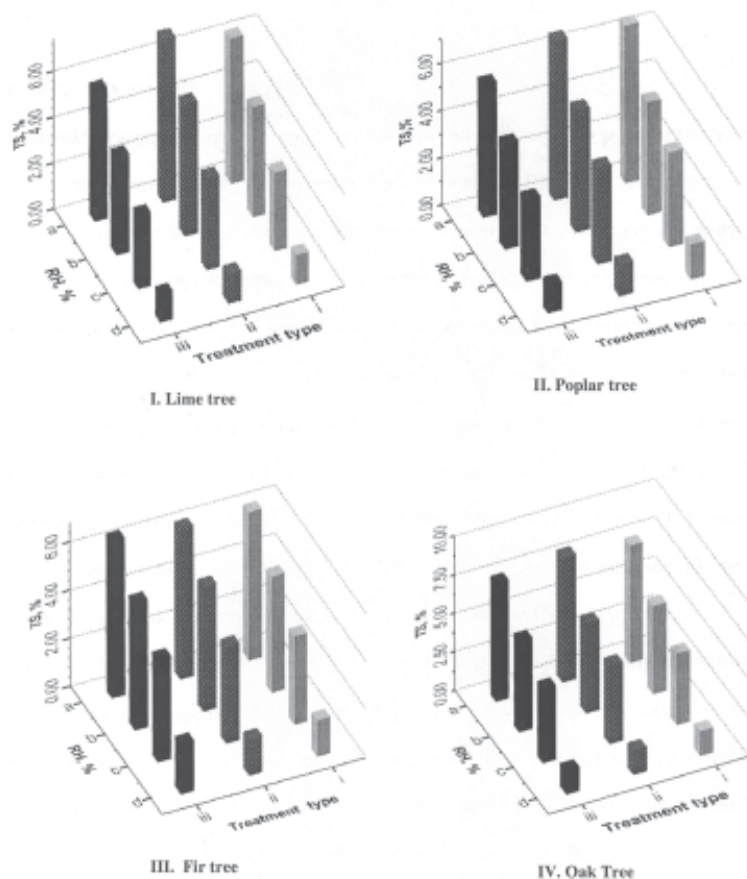 6.00
4.00
2.00
0.00
TS, %
a
b
c
d
RH, %
iii
ii
i
Treatment type
I. Lime tree
6.00
4.00
2.00
0.00
TS,%
a
b
c
d
RH, %
iii
ii
i
Treatment type
II. Poplar tree
6.00
4.00
2.00
0.00
TS, %
a
b
c
d
RH, %
iii
ii
i
Treatment type
III. Fir tree
10.00
7.50
5.00
2.50
0.00
TS, %
a
b
c
d
RH, %
iii
ii
i
Treatment type
IV. Oak Tree